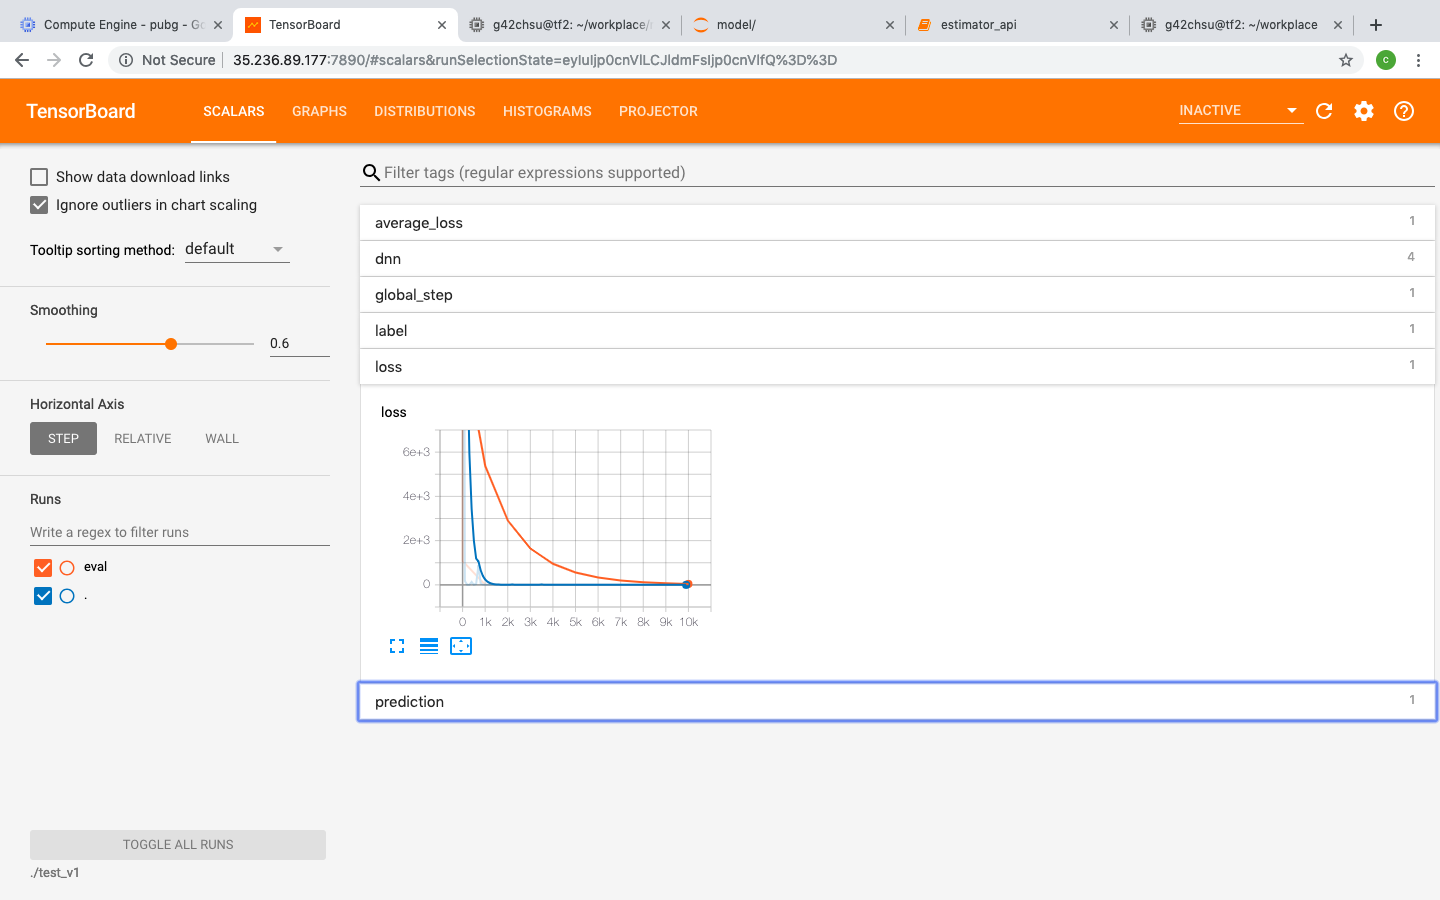 Compute Engine - pubg - Go
TensorBoard
g42chsu@tf2: ~/workplace/
model/
estimator_api
g42chsu@tf2: ~/workplace
Not Secure
35.236.89.177:7890/#scalars&runSelectionState=eyIuIjp0cnVlLCJldmFsIjp0cnVlfQ%3D%3D
c
TensorBoard
SCALARS
GRAPHS
DISTRIBUTIONS
HISTOGRAMS
PROJECTOR
INACTIVE
Show data download links
Ignore outliers in chart scaling
Tooltip sorting method: default
Smoothing
0.6
Horizontal Axis
STEP
RELATIVE
WALL
Runs
Write a regex to filter runs
eval
.
TOGGLE ALL RUNS
./test_v1
Filter tags (regular expressions supported)
average_loss 1
dnn 4
global_step 1
label 1
loss 1
loss
6e+3
4e+3
2e+3
0
0 1k 2k 3k 4k 5k 6k 7k 8k 9k 10k
prediction 1